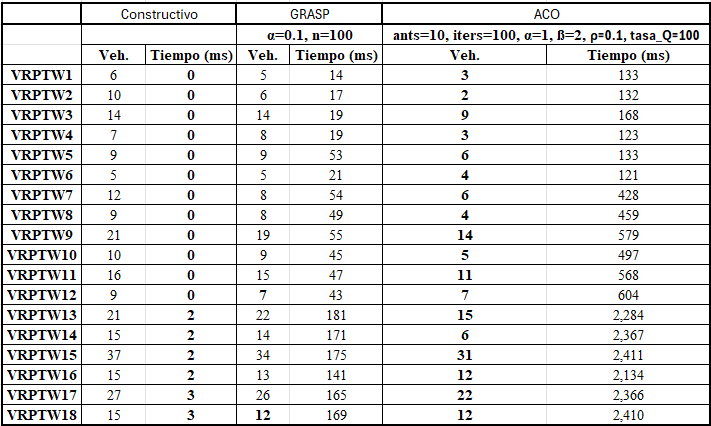 Constructivo GRASP ACO
α=0.1, n=100 ants=10, iters=100, α=1, ß=2, ρ=0.1, tasa_Q=100
Veh. Tiempo (ms) Veh. Tiempo (ms) Veh. Tiempo (ms)
VRPTW1 6 0 5 14 3 133
VRPTW2 10 0 6 17 2 132
VRPTW3 14 0 14 19 9 168
VRPTW4 7 0 8 19 3 123
VRPTW5 9 0 9 53 6 133
VRPTW6 5 0 5 21 4 121
VRPTW7 12 0 8 54 6 428
VRPTW8 9 0 8 49 4 459
VRPTW9 21 0 19 55 14 579
VRPTW10 10 0 9 45 5 497
VRPTW11 16 0 15 47 11 568
VRPTW12 9 0 7 43 7 604
VRPTW13 21 2 22 181 15 2,284
VRPTW14 15 2 14 171 6 2,367
VRPTW15 37 2 34 175 31 2,411
VRPTW16 15 2 13 141 12 2,134
VRPTW17 27 3 26 165 22 2,366
VRPTW18 15 3 12 169 12 2,410